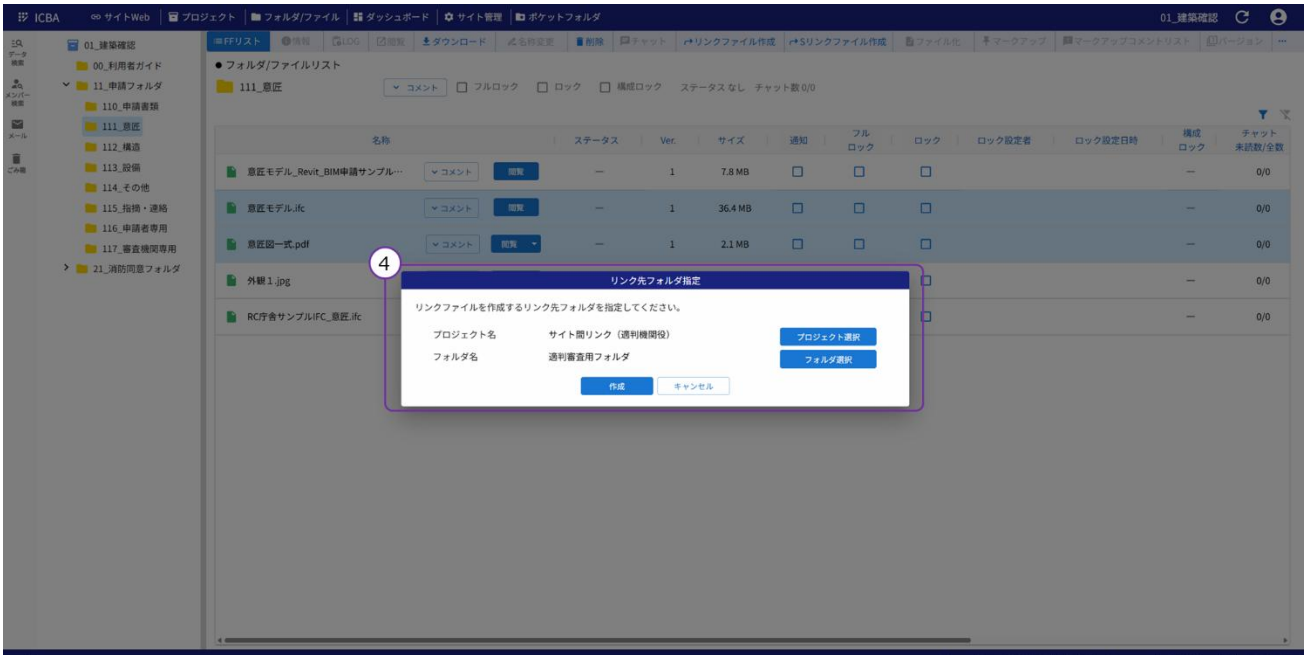 ICBA サイトWeb プロジェクト フォルダ/ファイル ダッシュボード サイト管理 ポケットフォルダ 01_建築確認
データ検索
メンバー検索
メール
ごみ箱
01_建築確認
00_利用者ガイド
11_申請フォルダ
110_申請書類
111_意匠
112_構造
113_設備
114_その他
115_指摘・連絡
116_申請者専用
117_審査機関専用
21_消防同意フォルダ
FFリスト 情報 LOG 閲覧 ダウンロード 名称変更 削除 チャット リンクファイル作成 Sリンクファイル作成 ファイル化 マークアップ マークアップコメントリスト バージョン ...
● フォルダ/ファイルリスト
111_意匠 コメント フルロック ロック 構成ロック ステータス なし チャット数 0/0
名称 ステータス Ver. サイズ 通知 フルロック ロック ロック設定者 ロック設定日時 構成ロック チャット未読数/全数
意匠モデル_Revit_BIM申請サンプル… コメント 閲覧 — 1 7.8 MB — 0/0
意匠モデル.ifc コメント 閲覧 — 1 36.4 MB — 0/0
意匠図一式.pdf コメント 閲覧 — 1 2.1 MB — 0/0
外観１.jpg — 0/0
RC庁舎サンプルIFC_意匠.ifc — 0/0
4
リンク先フォルダ指定
リンクファイルを作成するリンク先フォルダを指定してください。
プロジェクト名 サイト間リンク（適判機関役） プロジェクト選択
フォルダ名 適判審査用フォルダ フォルダ選択
作成 キャンセル